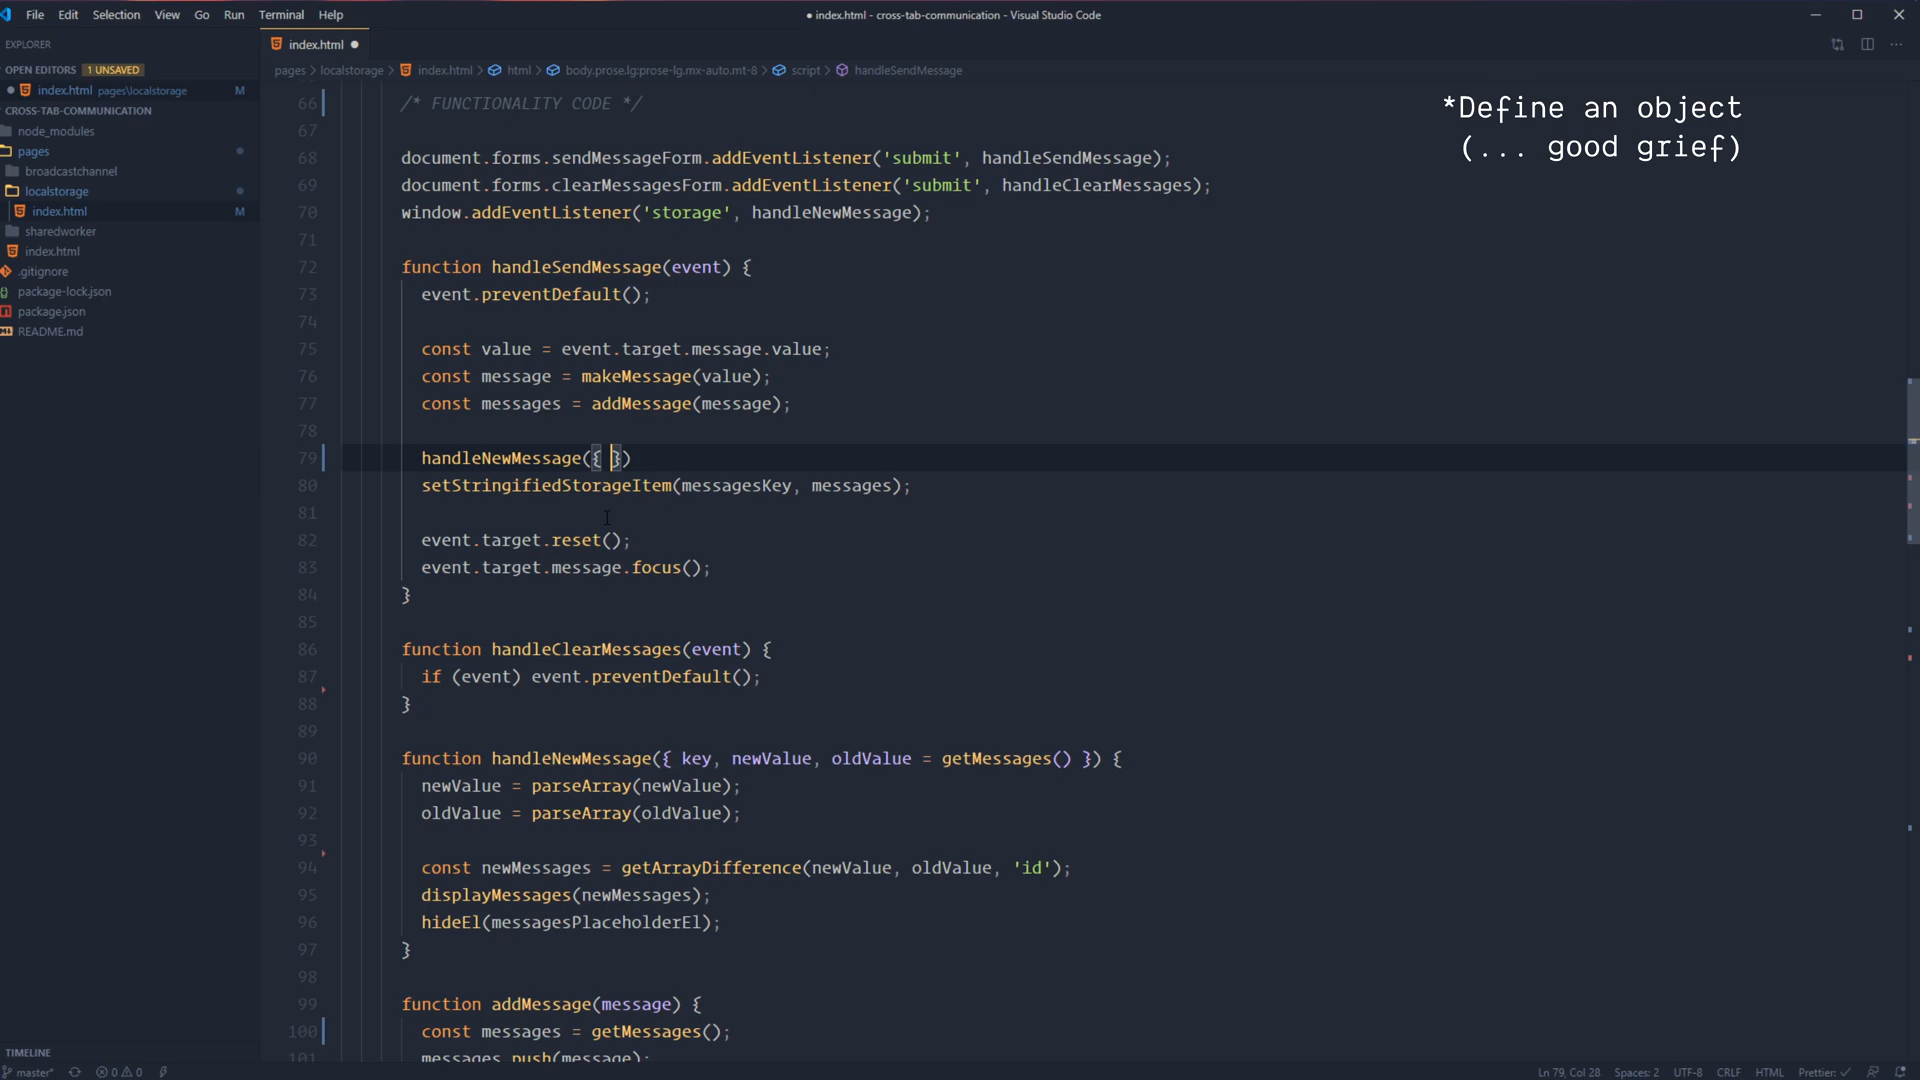 File Edit Selection View Go Run Terminal Help
● index.html - cross-tab-communication - Visual Studio Code
EXPLORER
OPEN EDITORS 1 UNSAVED
● index.html pages\localstorage M
CROSS-TAB-COMMUNICATION
node_modules
pages
broadcastchannel
localstorage
index.html M
sharedworker
index.html
.gitignore
package-lock.json
package.json
README.md
TIMELINE
index.html ●
pages > localstorage > index.html > html > body.prose.lg:prose-lg.mx-auto.mt-8 > script > handleSendMessage
*Define an object
(... good grief)
66 /* FUNCTIONALITY CODE */
67
68 document.forms.sendMessageForm.addEventListener('submit', handleSendMessage);
69 document.forms.clearMessagesForm.addEventListener('submit', handleClearMessages);
70 window.addEventListener('storage', handleNewMessage);
71
72 function handleSendMessage(event) {
73 event.preventDefault();
74
75 const value = event.target.message.value;
76 const message = makeMessage(value);
77 const messages = addMessage(message);
78
79 handleNewMessage({ })
80 setStringifiedStorageItem(messagesKey, messages);
81
82 event.target.reset();
83 event.target.message.focus();
84 }
85
86 function handleClearMessages(event) {
87 if (event) event.preventDefault();
88 }
89
90 function handleNewMessage({ key, newValue, oldValue = getMessages() }) {
91 newValue = parseArray(newValue);
92 oldValue = parseArray(oldValue);
93
94 const newMessages = getArrayDifference(newValue, oldValue, 'id');
95 displayMessages(newMessages);
96 hideEl(messagesPlaceholderEl);
97 }
98
99 function addMessage(message) {
100 const messages = getMessages();
101 messages.push(message);
master* 0 0 Ln 79, Col 28 Spaces: 2 UTF-8 CRLF HTML Prettier: ✓